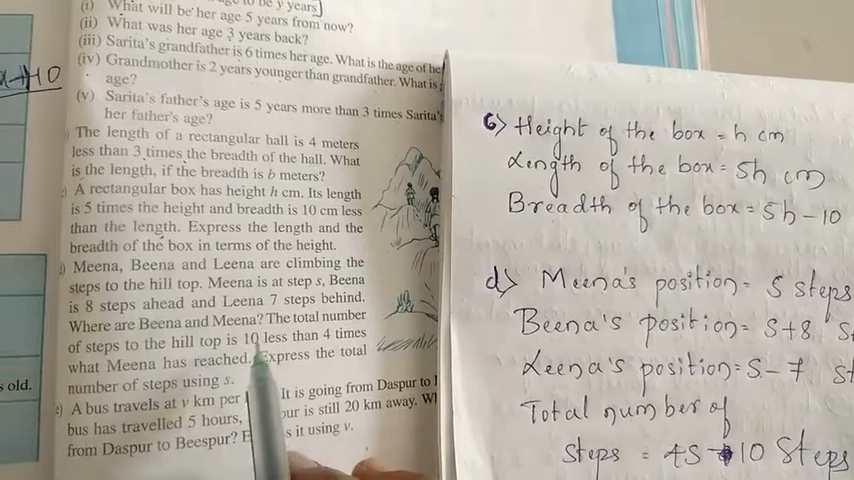 (i) What will be her age 5 years from now?
(ii) What was her age 3 years back?
(iii) Sarita's grandfather is 6 times her age. What is the age of he
(iv) Grandmother is 2 years younger than grandfather. What is
age?
(v) Sarita's father's age is 5 years more than 3 times Sarita's
her father's age?
The length of a rectangular hall is 4 meters
less than 3 times the breadth of the hall. What
is the length, if the breadth is b meters?
A rectangular box has height h cm. Its length
is 5 times the height and breadth is 10 cm less
than the length. Express the length and the
breadth of the box in terms of the height.
Meena, Beena and Leena are climbing the
steps to the hill top. Meena is at step s, Beena
is 8 steps ahead and Leena 7 steps behind.
Where are Beena and Meena? The total number
of steps to the hill top is 10 less than 4 times
what Meena has reached. Express the total
number of steps using s.
A bus travels at v km per It is going from Daspur to
bus has travelled 5 hours, is still 20 km away.
from Daspur to Beespur? it using v.
s old.
6) Height of the box = h cm
Length of the box = 5h cm
Breadth of the box = 5h - 10
d) Meena's position = s steps
Beena's position = s+8
Leena's position = s-7
Total number of
steps = 4s - 10 steps